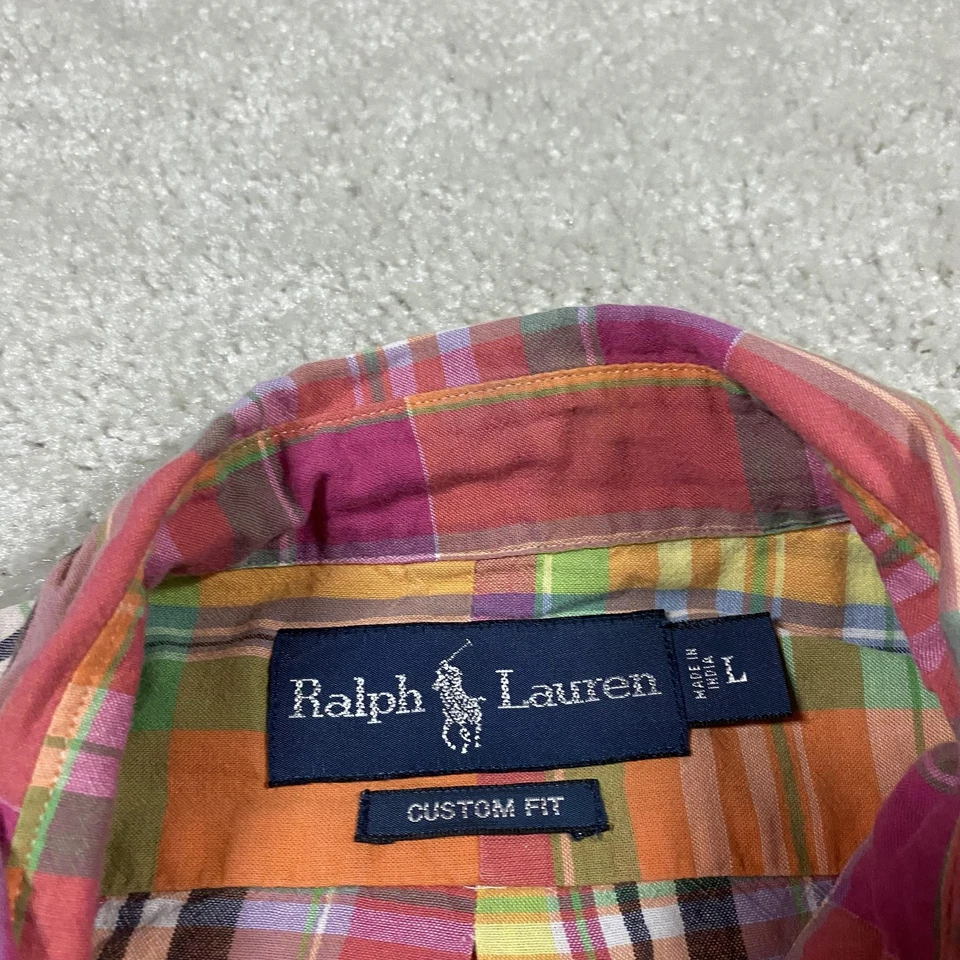 Ralph Lauren
MADE IN
INDIA
L
CUSTOM FIT